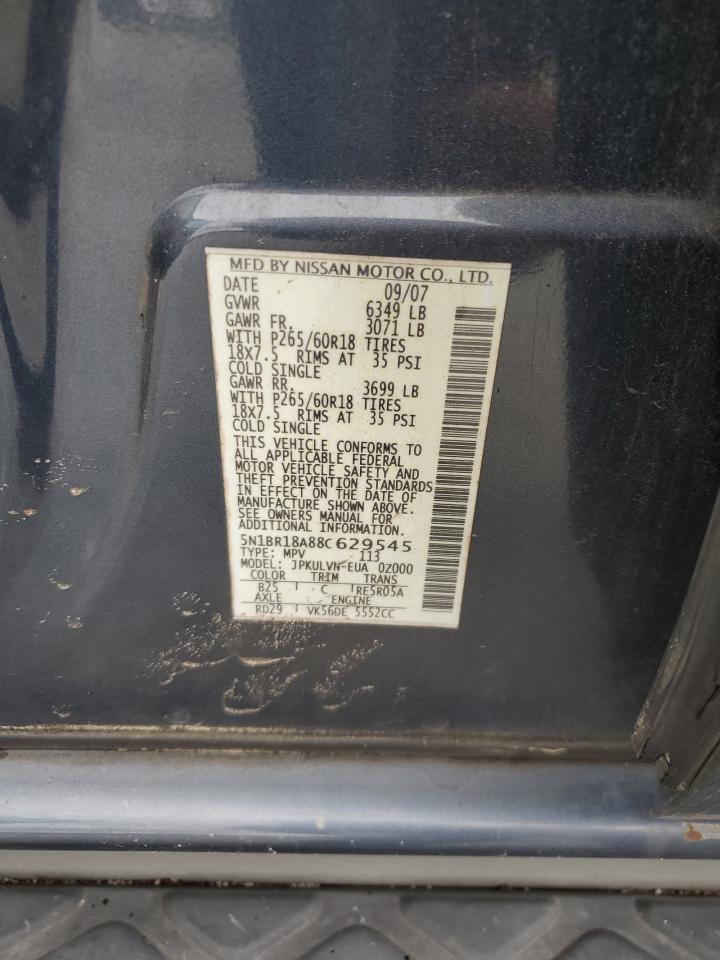 MFD BY NISSAN MOTOR CO., LTD.
DATE 09/07
GVWR 6349 LB
GAWR FR. 3071 LB
WITH P265/60R18 TIRES
18X7.5 RIMS AT 35 PSI
COLD SINGLE
GAWR RR. 3699 LB
WITH P265/60R18 TIRES
18X7.5 RIMS AT 35 PSI
COLD SINGLE
THIS VEHICLE CONFORMS TO
ALL APPLICABLE FEDERAL
MOTOR VEHICLE SAFETY AND
THEFT PREVENTION STANDARDS
IN EFFECT ON THE DATE OF
MANUFACTURE SHOWN ABOVE.
SEE OWNERS MANUAL FOR
ADDITIONAL INFORMATION.
5N1BR18A88C629545
TYPE: MPV 113
MODEL: JPKULVN-EUA 0Z000
COLOR TRIM TRANS
B25 C RE5R05A
AXLE ENGINE
RD29 VK56DE 5552CC